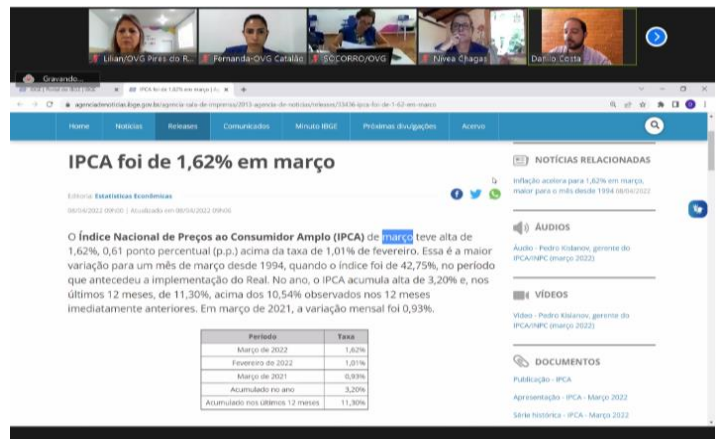 Lilian/OVG Pires do R...
Fernanda-OVG Catalão
SOCORRO/OVG
Nivea Chagas
Danilo Costa
Gravando...
Home
Notícias
Releases
Comunicados
Minuto IBGE
Próximas divulgações
Acervo
IPCA foi de 1,62% em março
Editoria: Estatísticas Econômicas
08/04/2022 09h00 | Atualizado em 08/04/2022 09h00
O Índice Nacional de Preços ao Consumidor Amplo (IPCA) de março teve alta de
1,62%, 0,61 ponto percentual (p.p.) acima da taxa de 1,01% de fevereiro. Essa é a maior
variação para um mês de março desde 1994, quando o índice foi de 42,75%, no período
que antecedeu a implementação do Real. No ano, o IPCA acumula alta de 3,20% e, nos
últimos 12 meses, de 11,30%, acima dos 10,54% observados nos 12 meses
imediatamente anteriores. Em março de 2021, a variação mensal foi 0,93%.
Período Taxa
Março de 2022 1,62%
Fevereiro de 2022 1,01%
Março de 2021 0,93%
Acumulado no ano 3,20%
Acumulado nos últimos 12 meses 11,30%
NOTÍCIAS RELACIONADAS
Inflação acelera para 1,62% em março,
maior para o mês desde 1994 08/04/2022
ÁUDIOS
Áudio - Pedro Kislanov, gerente do
IPCA/INPC (março 2022)
VÍDEOS
Vídeo - Pedro Kislanov, gerente do
IPCA/INPC (março 2022)
DOCUMENTOS
Publicação - IPCA
Apresentação - IPCA - Março 2022
Série histórica - IPCA - Março 2022